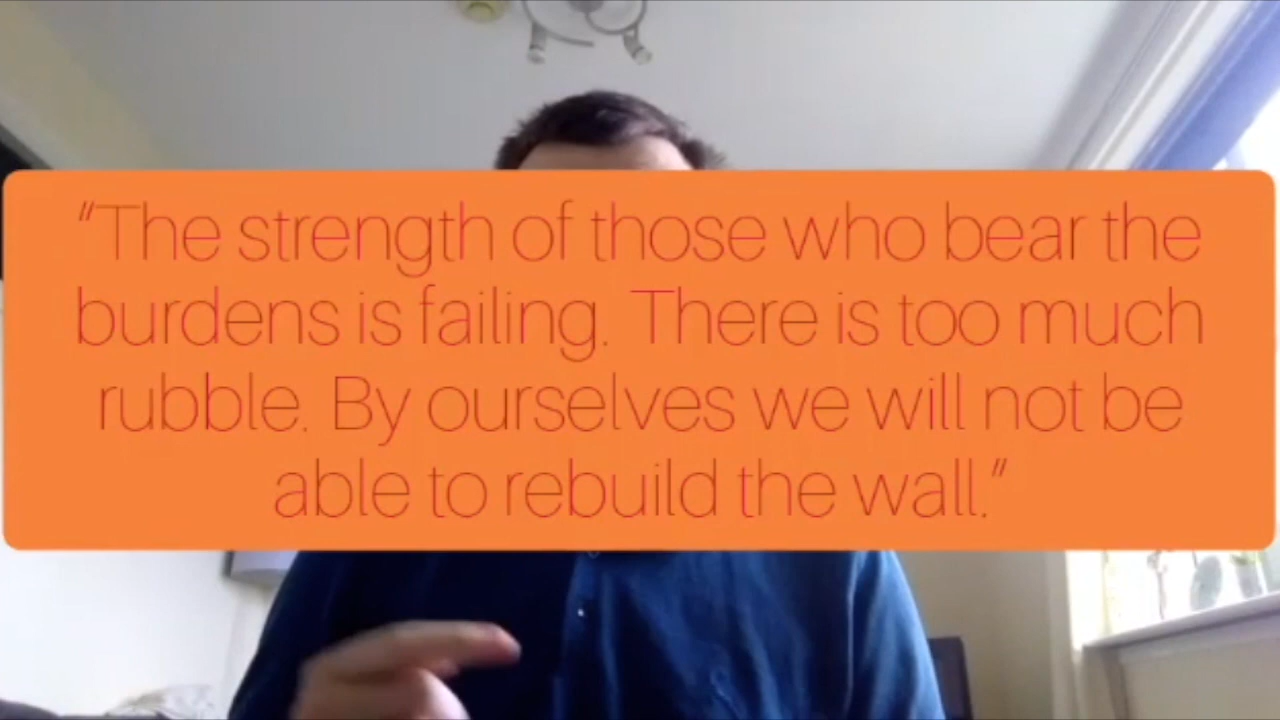 "The strength of those who bear the
burdens is failing. There is too much
rubble. By ourselves we will not be
able to rebuild the wall."